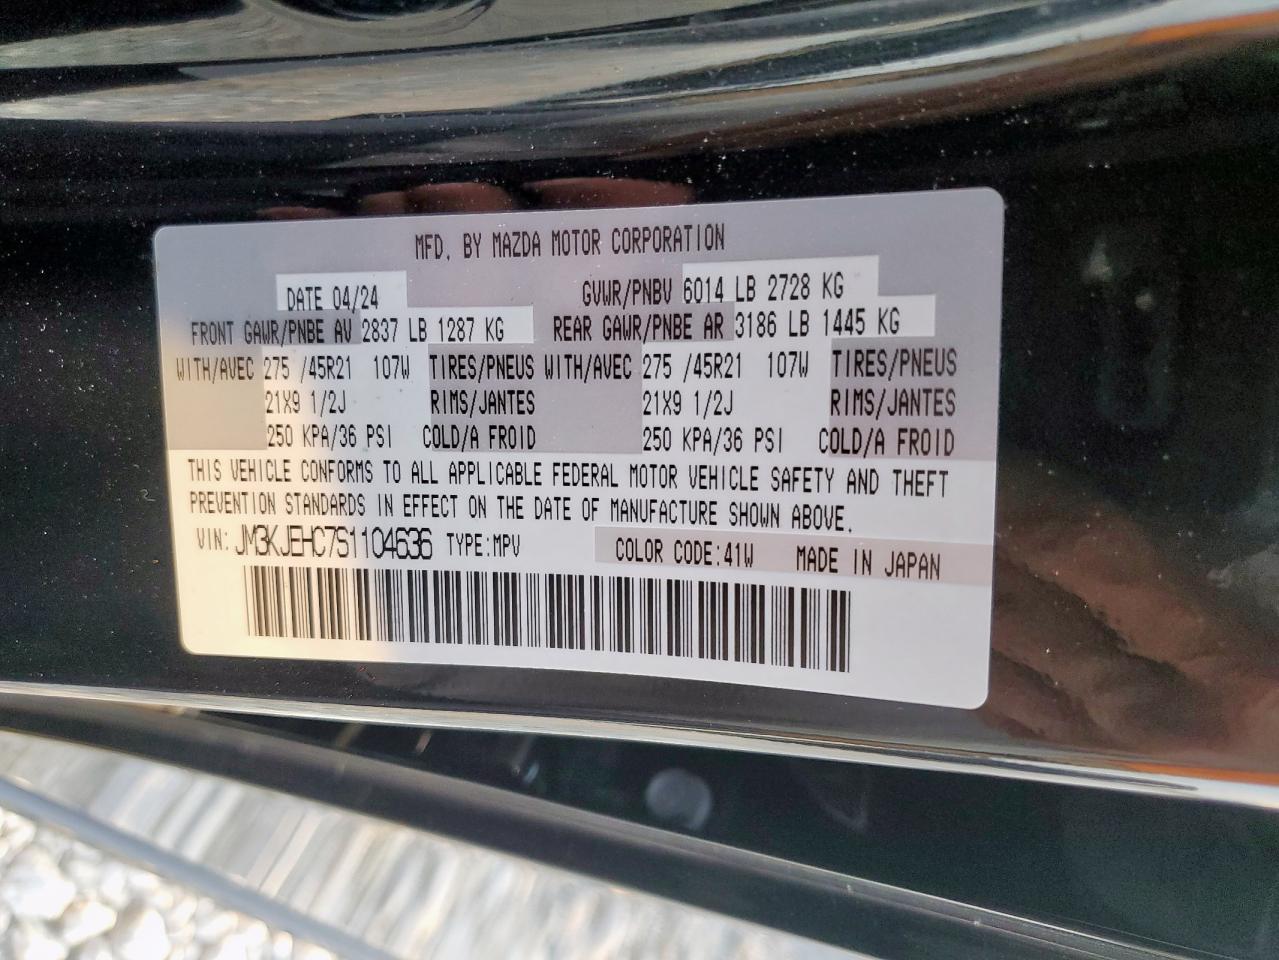 MFD. BY MAZDA MOTOR CORPORATION
DATE 04/24 GVWR/PNBV 6014 LB 2728 KG
FRONT GAWR/PNBE AV 2837 LB 1287 KG REAR GAWR/PNBE AR 3186 LB 1445 KG
WITH/AVEC 275 /45R21 107W TIRES/PNEUS WITH/AVEC 275 /45R21 107W TIRES/PNEUS
21X9 1/2J RIMS/JANTES 21X9 1/2J RIMS/JANTES
250 KPA/36 PSI COLD/A FROID 250 KPA/36 PSI COLD/A FROID
THIS VEHICLE CONFORMS TO ALL APPLICABLE FEDERAL MOTOR VEHICLE SAFETY AND THEFT
PREVENTION STANDARDS IN EFFECT ON THE DATE OF MANUFACTURE SHOWN ABOVE.
VIN: JM3KJEHC7S1104636 TYPE:MPV COLOR CODE:41W MADE IN JAPAN